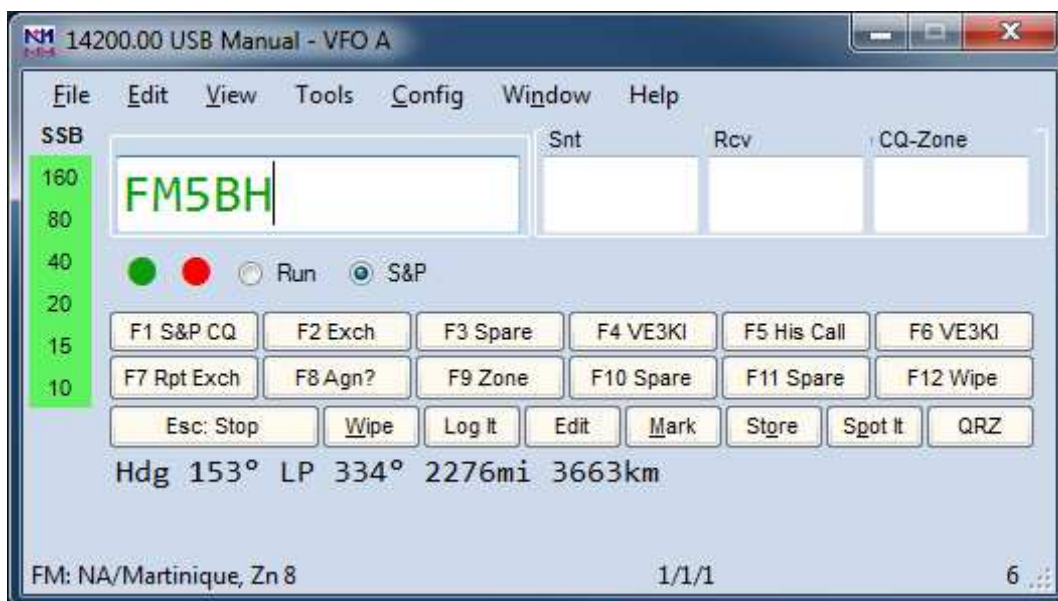 14200.00 USB Manual - VFO A
File Edit View Tools Config Window Help
SSB Snt Rcv CQ-Zone
160
FM5BH
80
40
Run S&P
20
F1 S&P CQ F2 Exch F3 Spare F4 VE3KI F5 His Call F6 VE3KI
15
F7 Rpt Exch F8 Agn? F9 Zone F10 Spare F11 Spare F12 Wipe
10
Esc: Stop Wipe Log It Edit Mark Store Spot It QRZ
Hdg 153° LP 334° 2276mi 3663km
FM: NA/Martinique, Zn 8 1/1/1 6